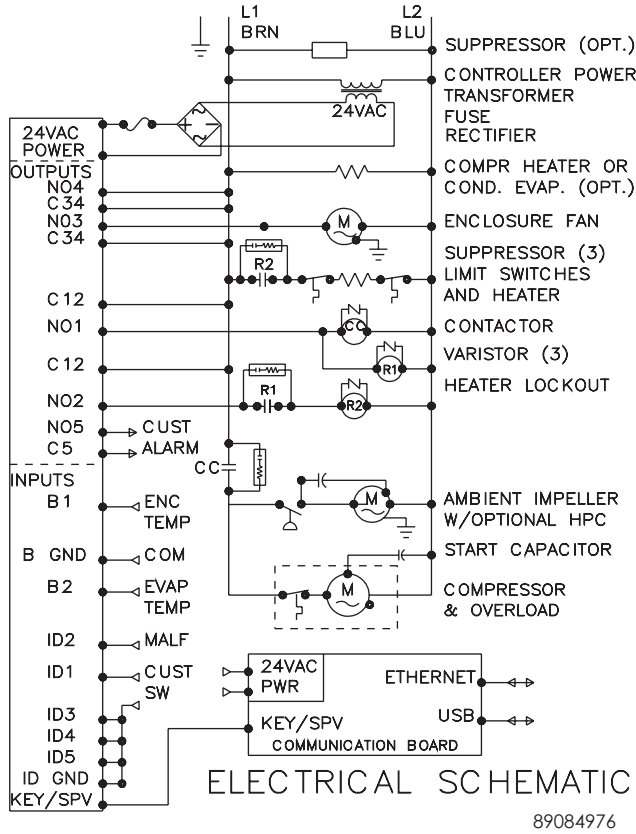 L1 L2
BRN BLU
SUPPRESSOR (OPT.)
CONTROLLER POWER
TRANSFORMER
24VAC
FUSE
RECTIFIER
24VAC
POWER
OUTPUTS
COMPR HEATER OR
COND. EVAP. (OPT.)
NO4
C34
NO3
M
ENCLOSURE FAN
C34
R2
SUPPRESSOR (3)
LIMIT SWITCHES
AND HEATER
C12
NO1
CC
CONTACTOR
VARISTOR (3)
C12
R1
HEATER LOCKOUT
R1
NO2
R2
NO5 CUST
C5 ALARM
CC
INPUTS
B1 ENC
TEMP
M
AMBIENT IMPELLER
W/OPTIONAL HPC
B GND COM
START CAPACITOR
B2 EVAP
TEMP
M
COMPRESSOR
& OVERLOAD
ID2 MALF
ID1 CUST
SW
24VAC
PWR
ETHERNET
USB
ID3
KEY/SPV
ID4
COMMUNICATION BOARD
ID5
ID GND
KEY/SPV
ELECTRICAL SCHEMATIC
89084976